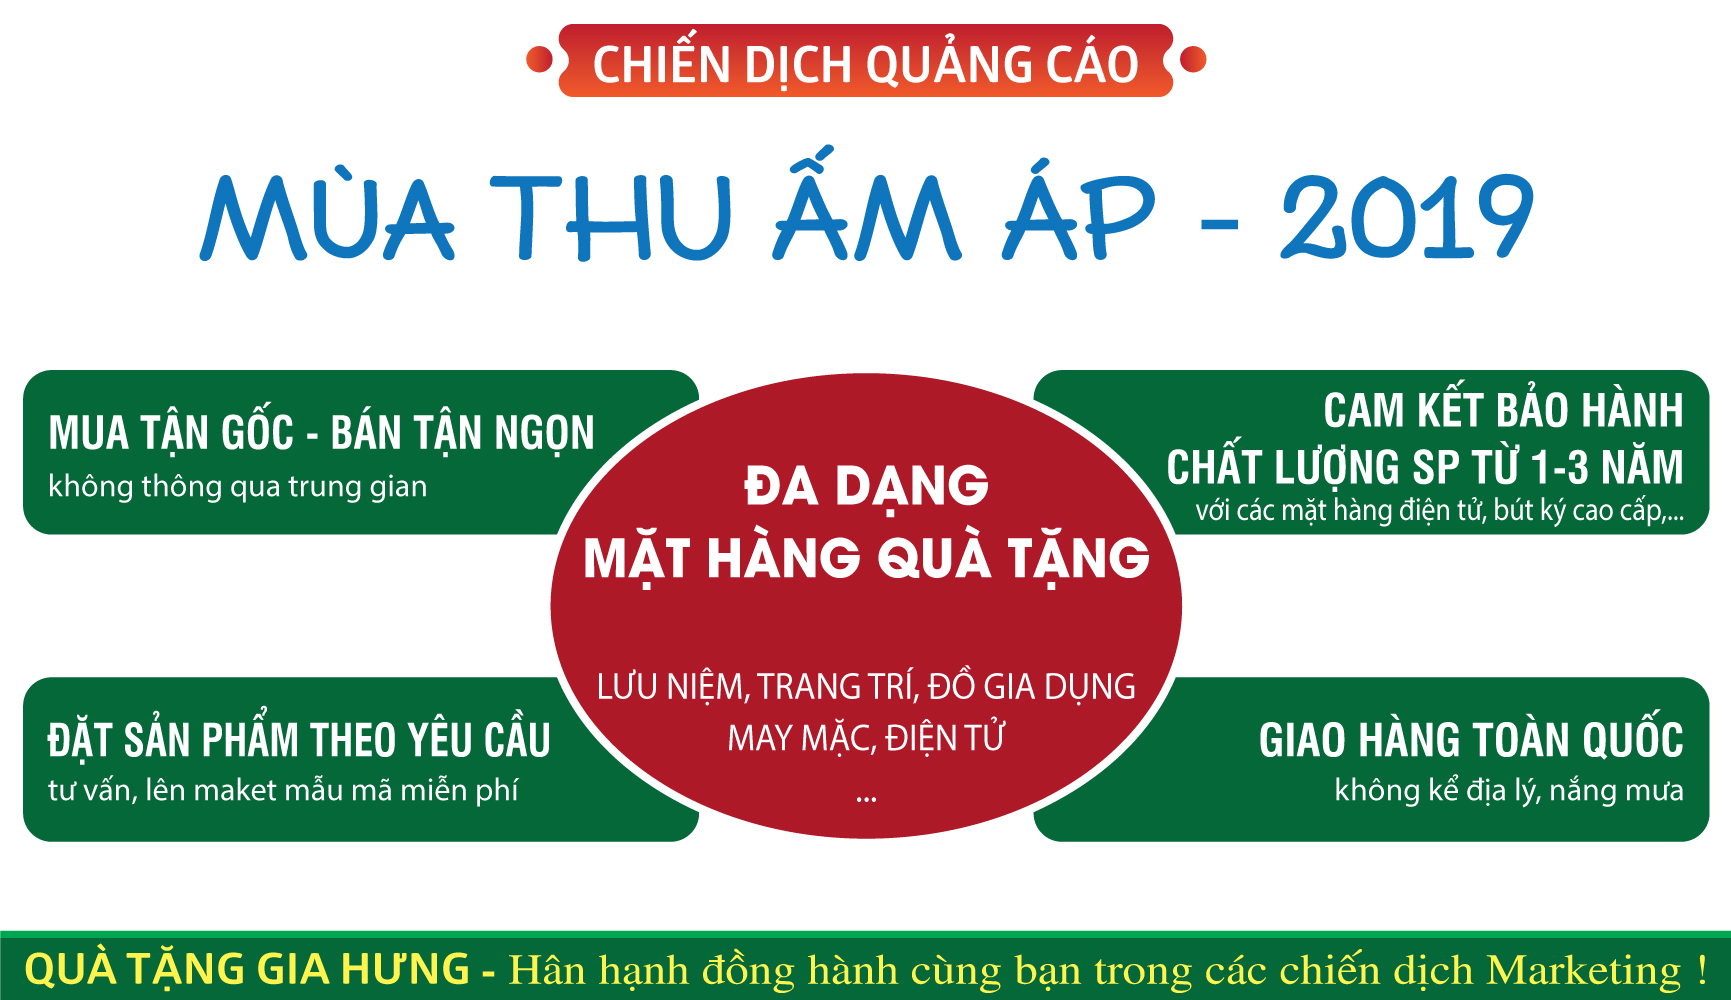 CHIẾN DỊCH QUẢNG CÁO
MÙA THU ẤM ÁP - 2019
MUA TẬN GỐC - BÁN TẬN NGỌN
không thông qua trung gian
CAM KẾT BẢO HÀNH
CHẤT LƯỢNG SP TỪ 1-3 NĂM
với các mặt hàng điện tử, bút ký cao cấp,...
ĐA DẠNG
MẶT HÀNG QUÀ TẶNG
LƯU NIỆM, TRANG TRÍ, ĐỒ GIA DỤNG
MAY MẶC, ĐIỆN TỬ
...
ĐẶT SẢN PHẨM THEO YÊU CẦU
tư vấn, lên maket mẫu mã miễn phí
GIAO HÀNG TOÀN QUỐC
không kể địa lý, nắng mưa
QUÀ TẶNG GIA HƯNG - Hân hạnh đồng hành cùng bạn trong các chiến dịch Marketing !